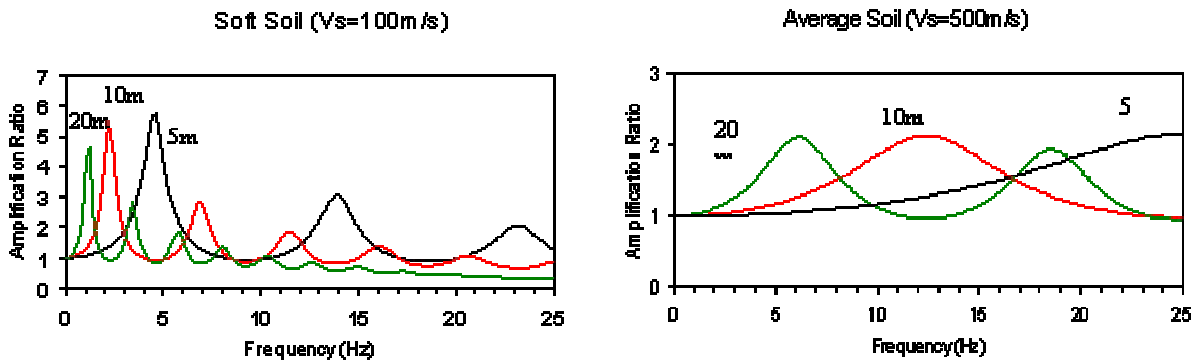 Soft Soil (Vs=100m/s)
Amplification Ratio
7
6
5
4
3
2
1
0
10m
20m
5m
0 5 10 15 20 25
Frequency(Hz)
Average Soil (Vs=500m/s)
Amplification Ratio
3
2
1
0
20
10m
5
0 5 10 15 20 25
Frequency(Hz)